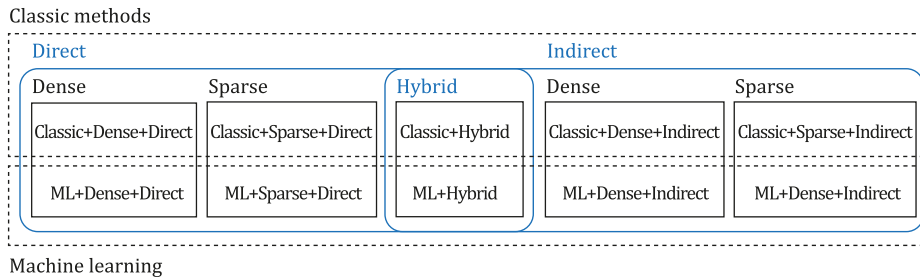 Classic methods
Direct
Indirect
Dense
Sparse
Hybrid
Dense
Sparse
Classic+Dense+Direct
Classic+Sparse+Direct
Classic+Hybrid
Classic+Dense+Indirect
Classic+Sparse+Indirect
ML+Dense+Direct
ML+Sparse+Direct
ML+Hybrid
ML+Dense+Indirect
ML+Dense+Indirect
Machine learning